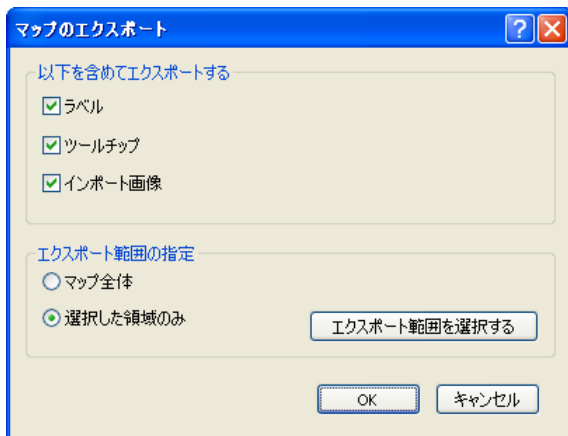 マップのエクスポート
以下を含めてエクスポートする
ラベル
ツールチップ
インポート画像
エクスポート範囲の指定
マップ全体
選択した領域のみ
エクスポート範囲を選択する
OK
キャンセル